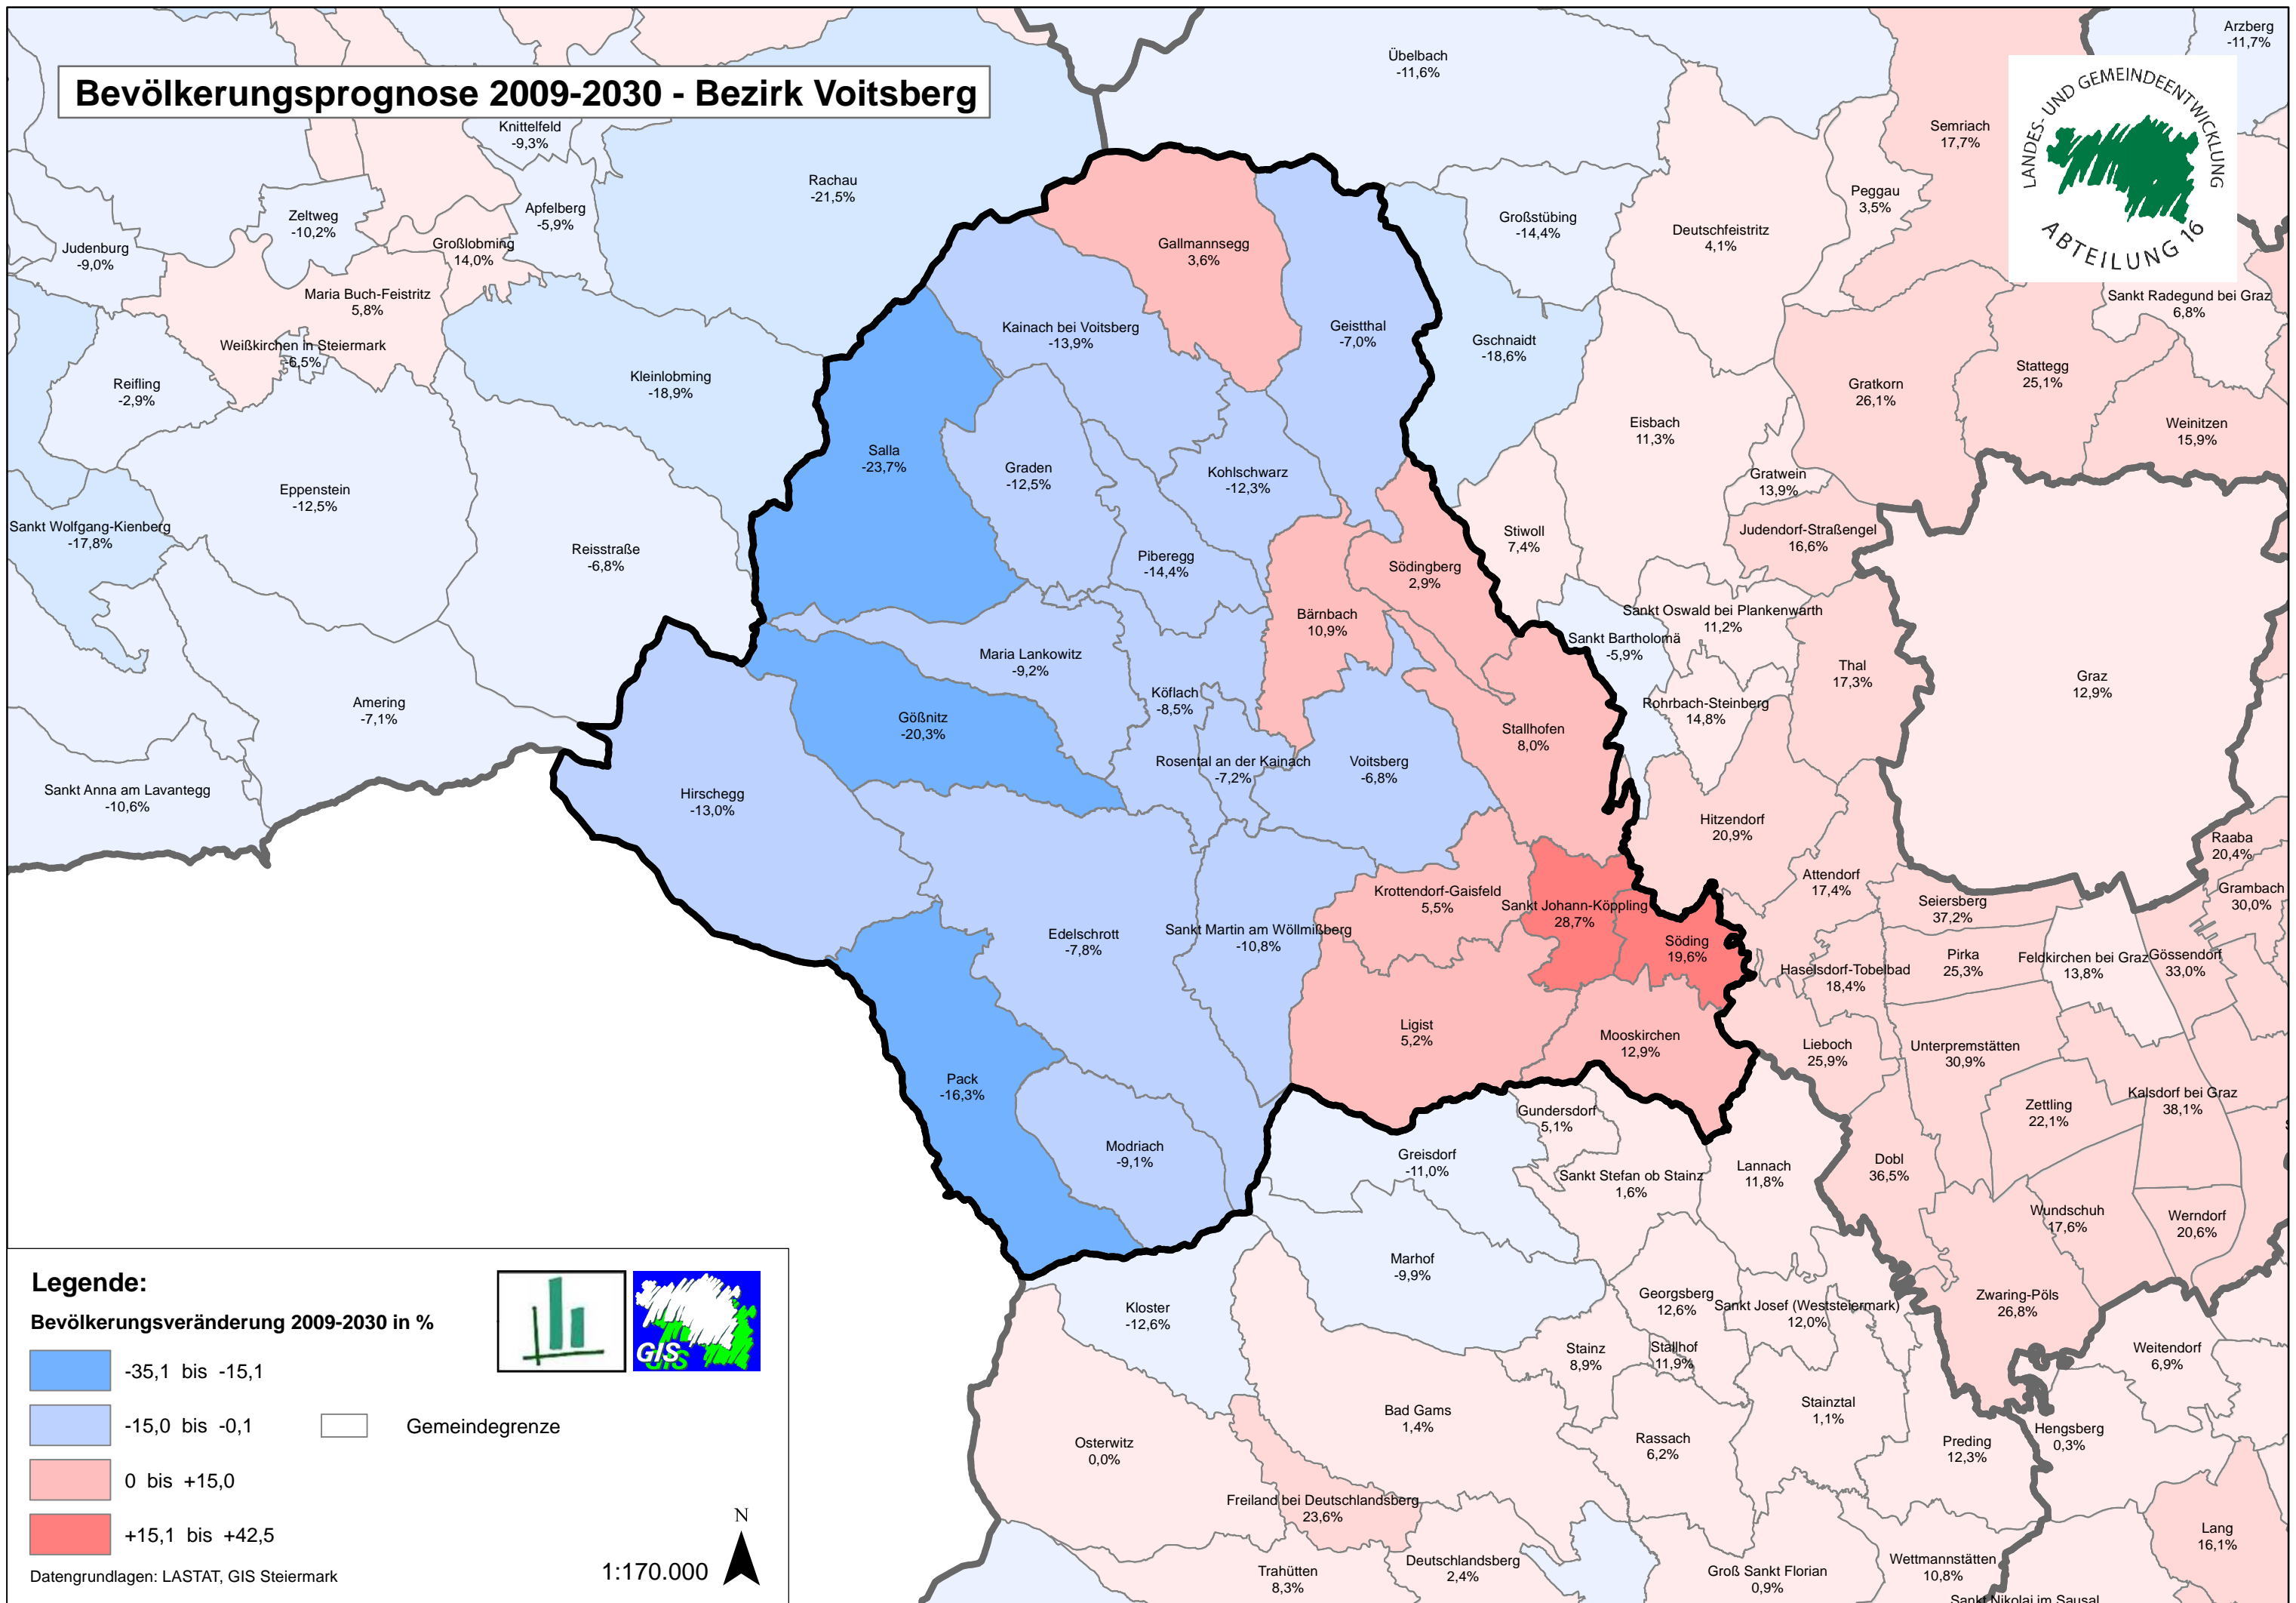 Bevölkerungsprognose 2009-2030 - Bezirk Voitsberg
LANDES- UND GEMEINDEENTWICKLUNG
ABTEILUNG 16
Arzberg
-11,7%
Übelbach
-11,6%
Semriach
17,7%
Knittelfeld
-9,3%
Rachau
-21,5%
Peggau
3,5%
Zeltweg
-10,2%
Apfelberg
-5,9%
Großstübing
-14,4%
Deutschfeistritz
4,1%
Judenburg
-9,0%
Großlobming
14,0%
Gallmannsegg
3,6%
Maria Buch-Feistritz
5,8%
Sankt Radegund bei Graz
6,8%
Kainach bei Voitsberg
-13,9%
Geistthal
-7,0%
Gschnaidt
-18,6%
Weißkirchen in Steiermark
-6,5%
Reifling
-2,9%
Kleinlobming
-18,9%
Gratkorn
26,1%
Stattegg
25,1%
Eisbach
11,3%
Weinitzen
15,9%
Salla
-23,7%
Graden
-12,5%
Kohlschwarz
-12,3%
Gratwein
13,9%
Eppenstein
-12,5%
Sankt Wolfgang-Kienberg
-17,8%
Reisstraße
-6,8%
Stiwoll
7,4%
Judendorf-Straßengel
16,6%
Piberegg
-14,4%
Södingberg
2,9%
Bärnbach
10,9%
Sankt Oswald bei Plankenwarth
11,2%
Sankt Bartholomä
-5,9%
Maria Lankowitz
-9,2%
Thal
17,3%
Graz
12,9%
Köflach
-8,5%
Amering
-7,1%
Gößnitz
-20,3%
Rohrbach-Steinberg
14,8%
Stallhofen
8,0%
Rosental an der Kainach
-7,2%
Voitsberg
-6,8%
Sankt Anna am Lavantegg
-10,6%
Hirschegg
-13,0%
Hitzendorf
20,9%
Raaba
20,4%
Attendorf
17,4%
Grambach
30,0%
Krottendorf-Gaisfeld
5,5%
Sankt Johann-Köppling
28,7%
Seiersberg
37,2%
Edelschrott
-7,8%
Sankt Martin am Wöllmißberg
-10,8%
Söding
19,6%
Haselsdorf-Tobelbad
18,4%
Pirka
25,3%
Feldkirchen bei Graz
13,8%
Gössendorf
33,0%
Ligist
5,2%
Mooskirchen
12,9%
Lieboch
25,9%
Unterpremstätten
30,9%
Pack
-16,3%
Zettling
22,1%
Kalsdorf bei Graz
38,1%
Gundersdorf
5,1%
Modriach
-9,1%
Greisdorf
-11,0%
Sankt Stefan ob Stainz
1,6%
Lannach
11,8%
Dobl
36,5%
Wundschuh
17,6%
Werndorf
20,6%
Marhof
-9,9%
Kloster
-12,6%
Georgsberg
12,6%
Sankt Josef (Weststeiermark)
12,0%
Zwaring-Pöls
26,8%
Stainz
8,9%
Stallhof
11,9%
Weitendorf
6,9%
Bad Gams
1,4%
Stainztal
1,1%
Osterwitz
0,0%
Rassach
6,2%
Preding
12,3%
Hengsberg
0,3%
Freiland bei Deutschlandsberg
23,6%
Lang
16,1%
Trahütten
8,3%
Deutschlandsberg
2,4%
Groß Sankt Florian
0,9%
Wettmannstätten
10,8%
Sankt Nikolai im Sausal
Legende:
Bevölkerungsveränderung 2009-2030 in %
-35,1 bis -15,1
-15,0 bis -0,1
Gemeindegrenze
0 bis +15,0
+15,1 bis +42,5
Datengrundlagen: LASTAT, GIS Steiermark
GIS
GIS
N
1:170.000